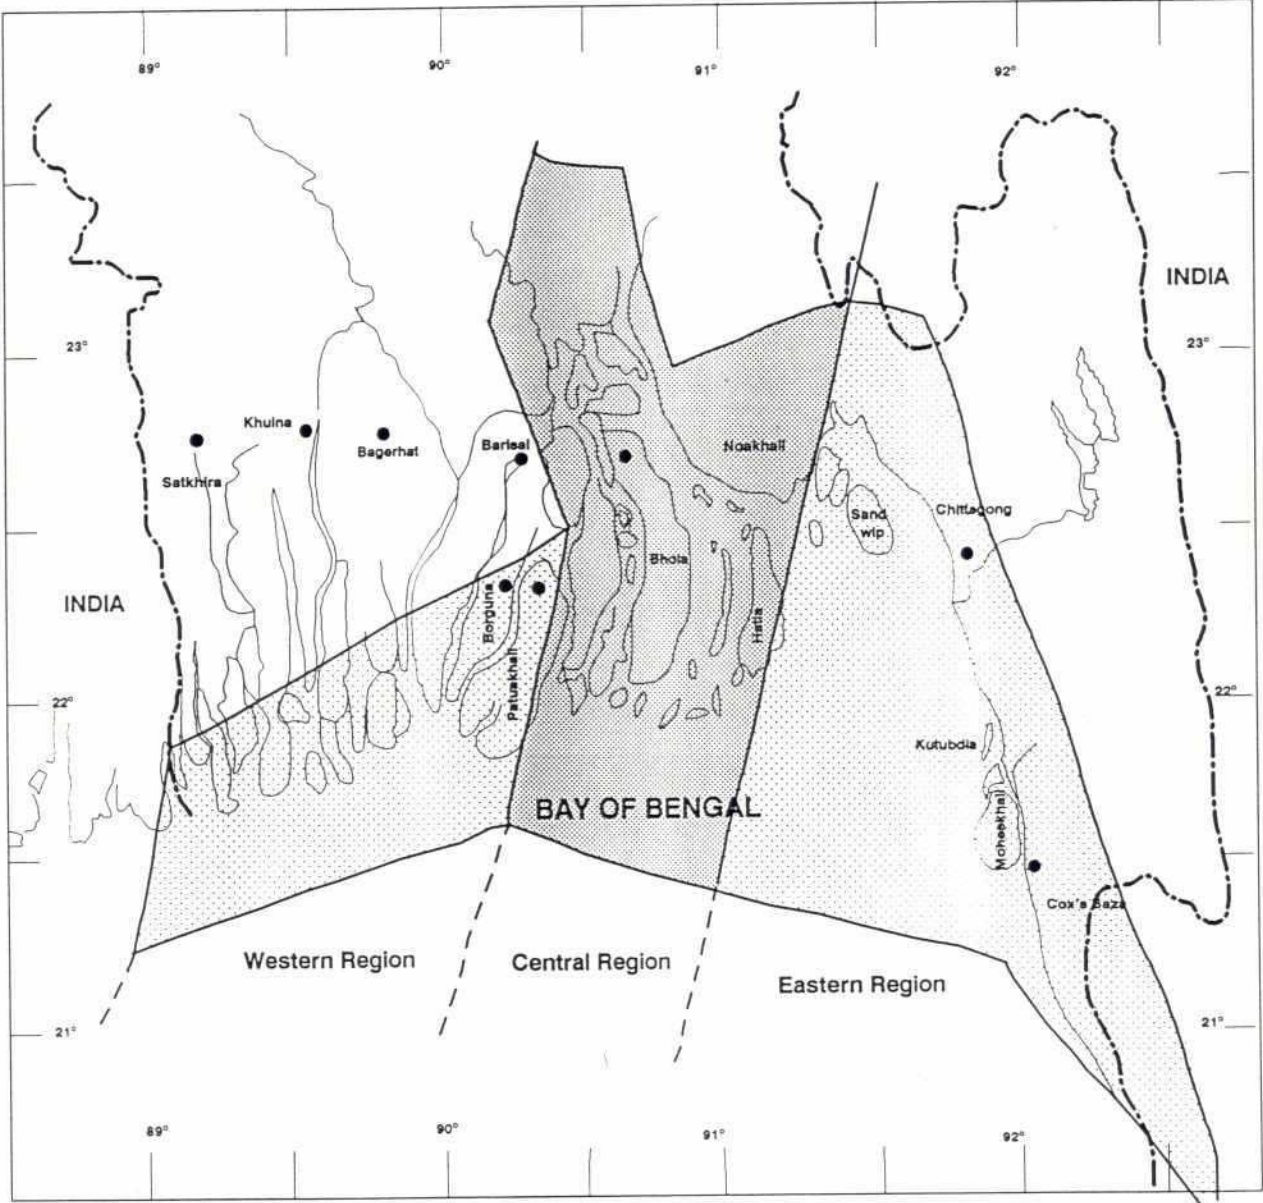 89°
90°
91°
92°
INDIA
23°
23°
Khulna
Bagerhat
Barisal
Noakhali
Satkhira
Chittagong
Sand
wip
Bhola
INDIA
Borguna
Hatia
Patuakhali
22°
22°
Kutubdia
BAY OF BENGAL
Moheskhali
Cox's Baza
Western Region
Central Region
Eastern Region
21°
21°
89°
90°
91°
92°